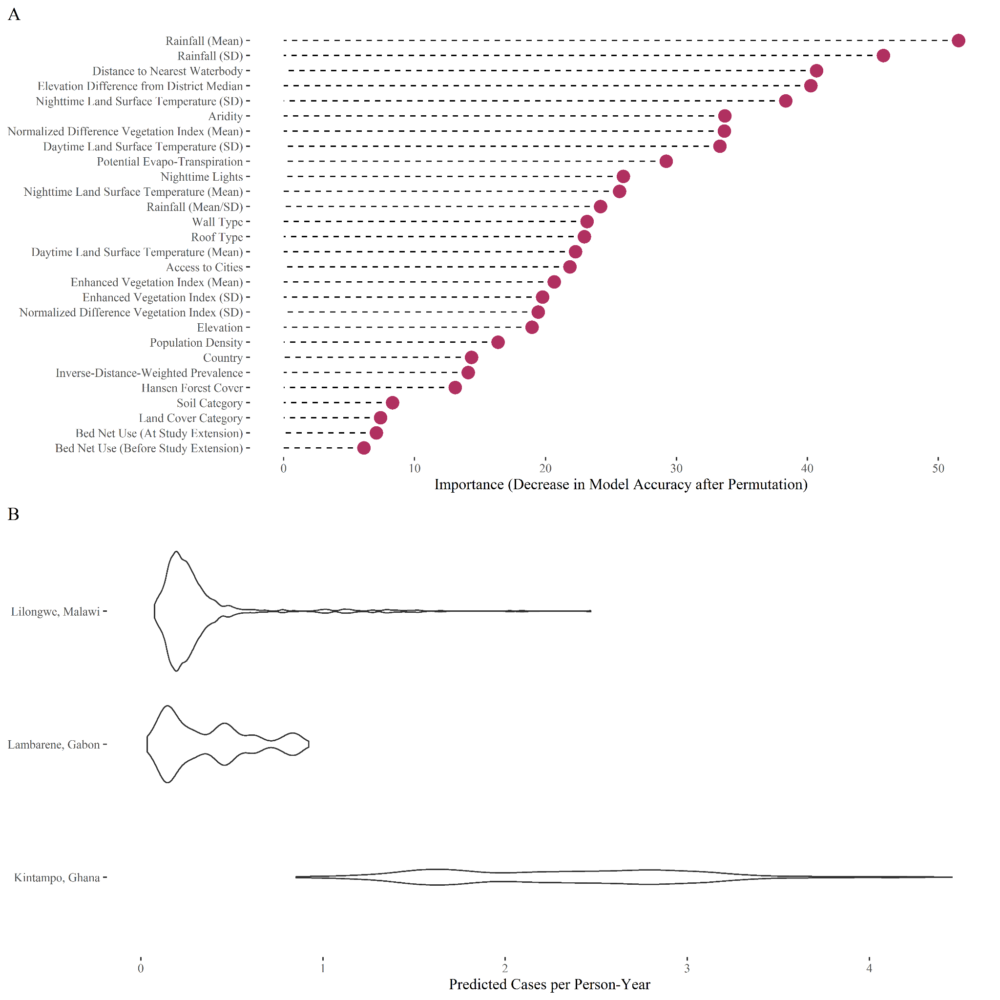 A
Rainfall (Mean)
Rainfall (SD)
Distance to Nearest Waterbody
Elevation Difference from District Median
Nighttime Land Surface Temperature (SD)
Aridity
Normalized Difference Vegetation Index (Mean)
Daytime Land Surface Temperature (SD)
Potential Evapo-Transpiration
Nighttime Lights
Nighttime Land Surface Temperature (Mean)
Rainfall (Mean/SD)
Wall Type
Roof Type
Daytime Land Surface Temperature (Mean)
Access to Cities
Enhanced Vegetation Index (Mean)
Enhanced Vegetation Index (SD)
Normalized Difference Vegetation Index (SD)
Elevation
Population Density
Country
Inverse-Distance-Weighted Prevalence
Hansen Forest Cover
Soil Category
Land Cover Category
Bed Net Use (At Study Extension)
Bed Net Use (Before Study Extension)
0 10 20 30 40 50
Importance (Decrease in Model Accuracy after Permutation)
B
Lilongwe, Malawi
Lambarene, Gabon
Kintampo, Ghana
0 1 2 3 4
Predicted Cases per Person-Year